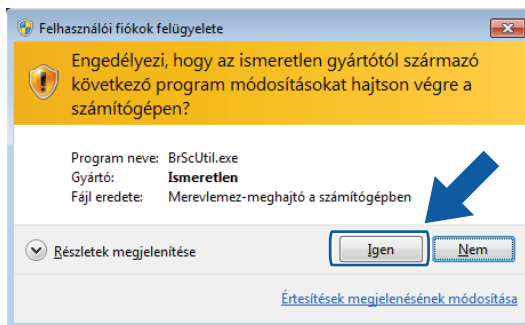 Felhasználói fiókok felügyelete
Engedélyezi, hogy az ismeretlen gyártótól származó
következő program módosításokat hajtson végre a
számítógépen?
Program neve: BrScUtil.exe
Gyártó: Ismeretlen
Fájl eredete: Merevlemez-meghajtó a számítógépben
Részletek megjelenítése Igen Nem
Értesítések megjelenésének módosítása